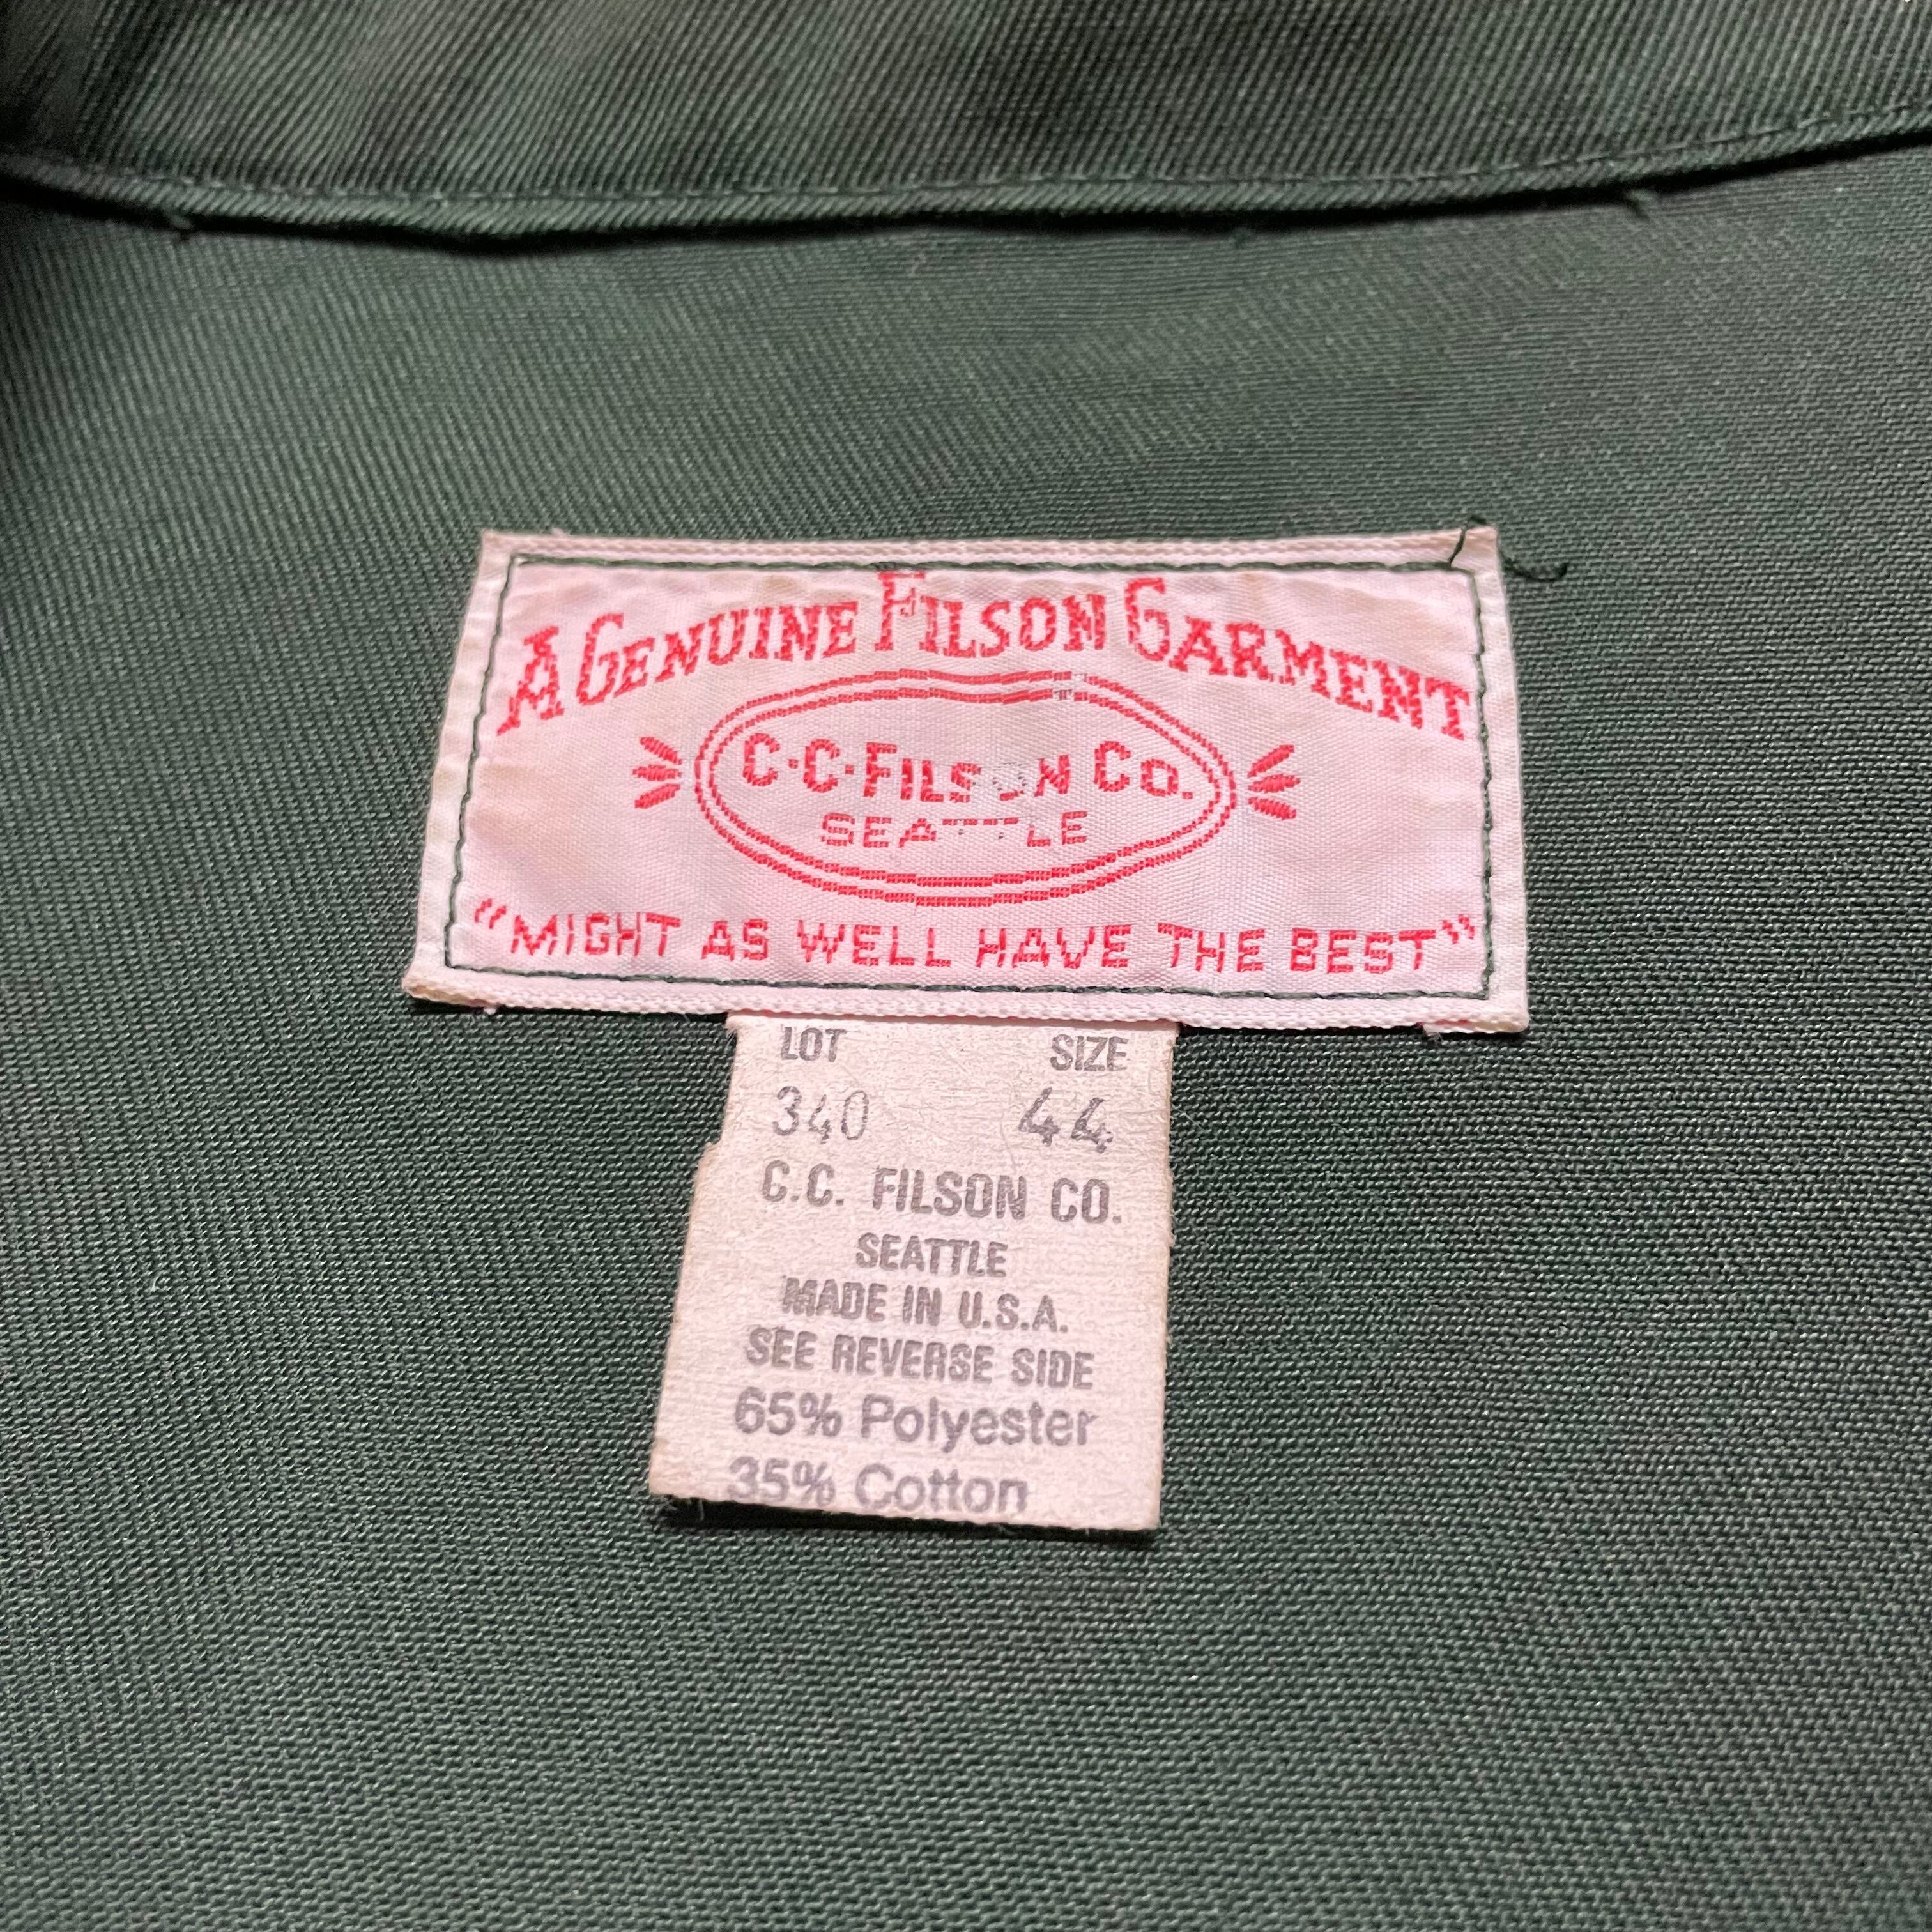 A GENUINE FILSON GARMENT
C·C·FILSON CO.
SEATTLE
"MIGHT AS WELL HAVE THE BEST"
LOT SIZE
340 44
C.C. FILSON CO.
SEATTLE
MADE IN U.S.A.
SEE REVERSE SIDE
65% Polyester
35% Cotton